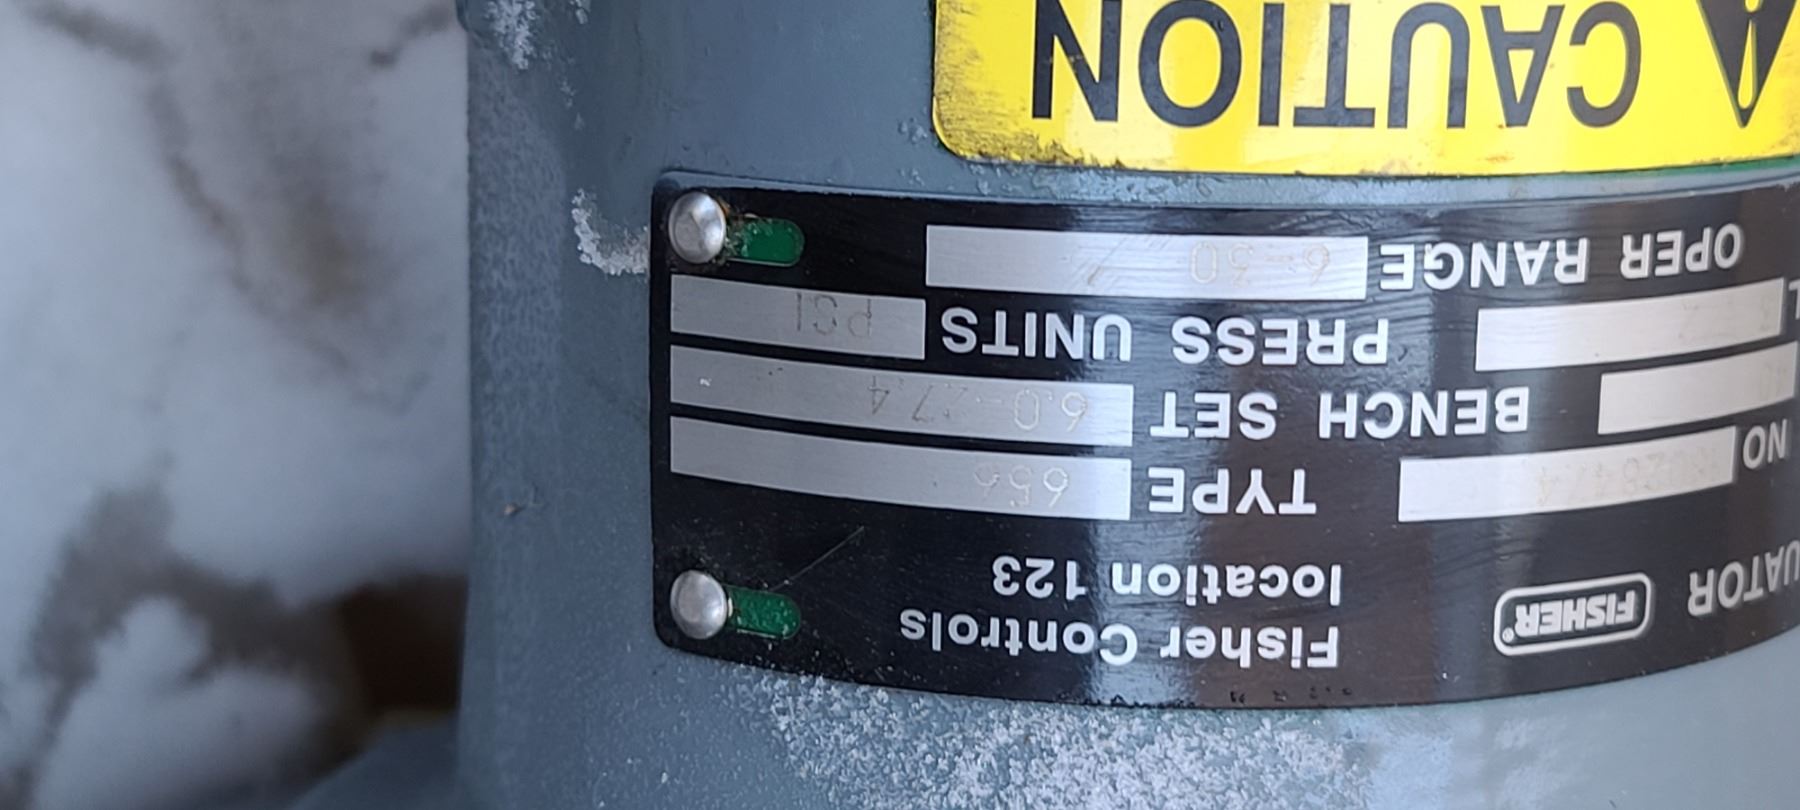 UATOR FISHER® Fisher Controls
location 123
NO TYPE 656
BENCH SET 6.0-27.4
PRESS UNITS PSI
OPER RANGE 6-30
CAUTION